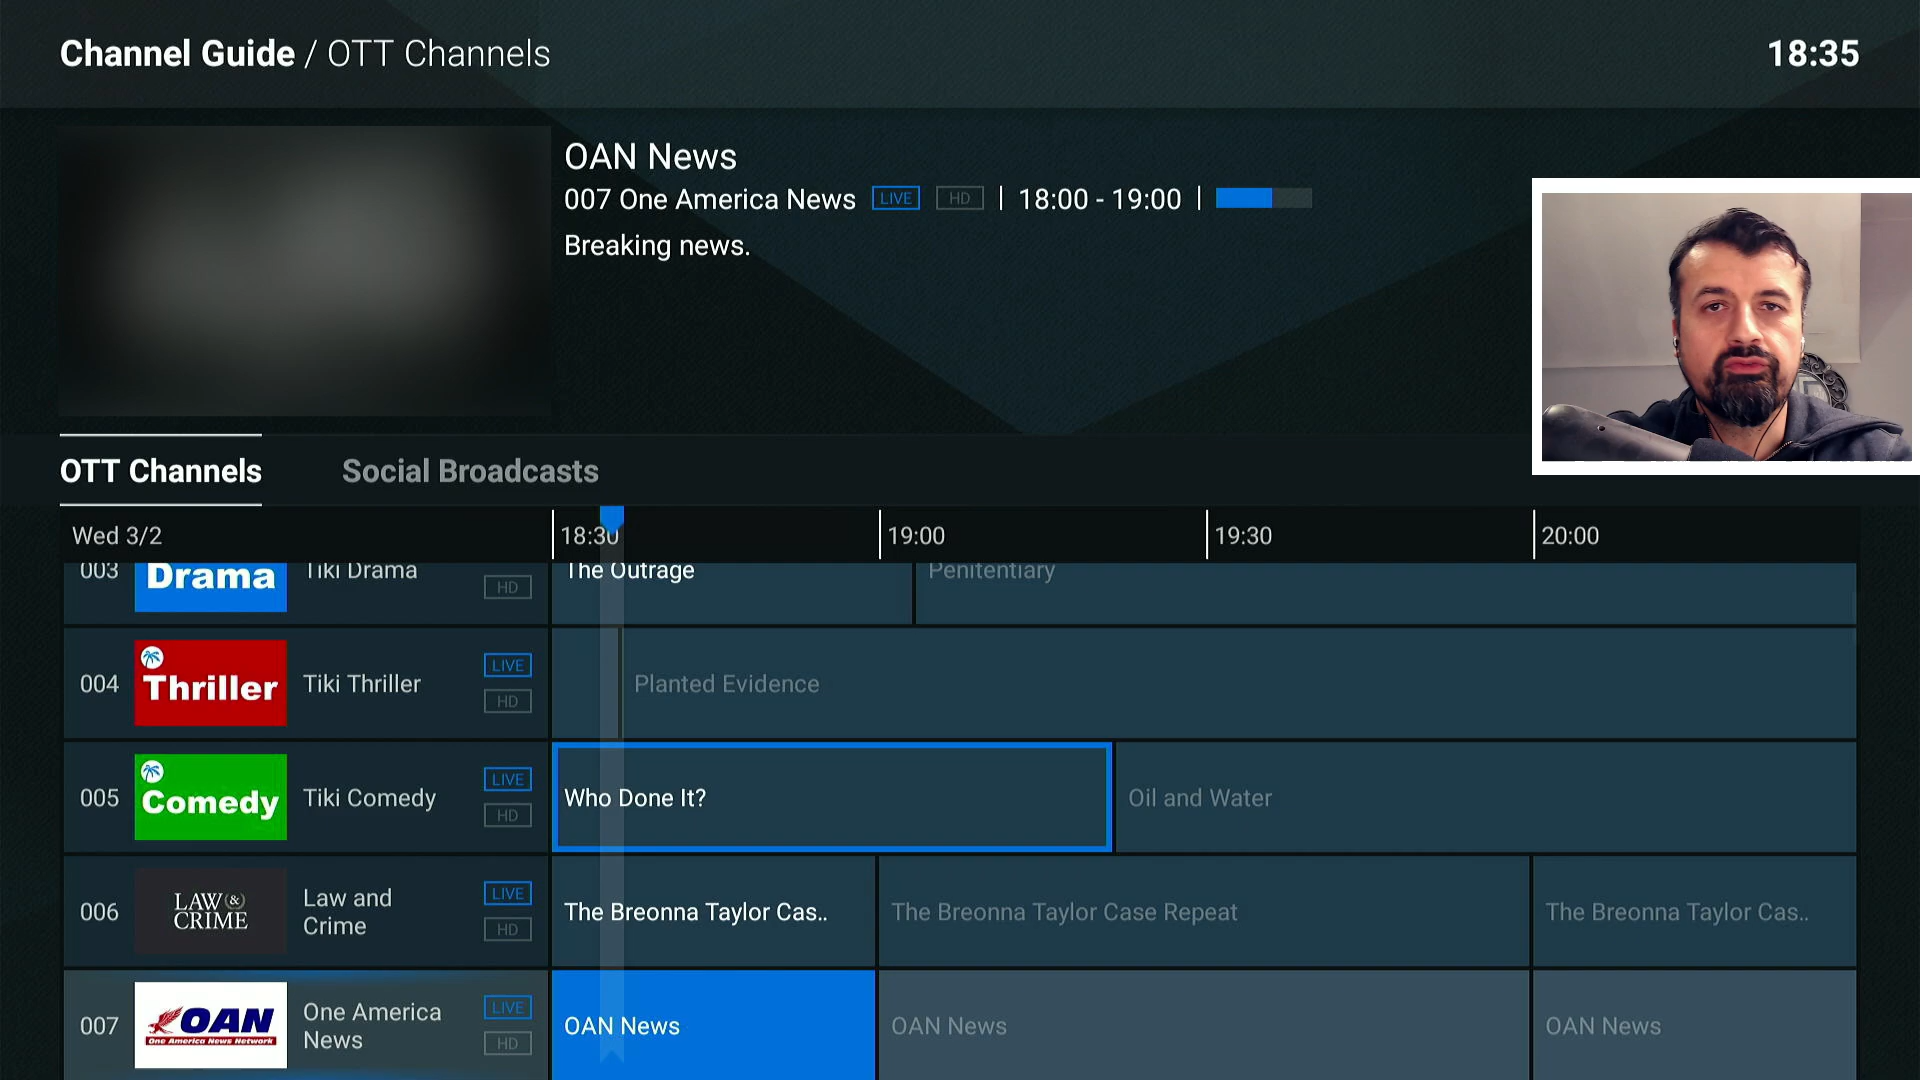 Channel Guide / OTT Channels
18:35
OAN News
007 One America News LIVE HD | 18:00 - 19:00 |
Breaking news.
OTT Channels
Social Broadcasts
Wed 3/2
18:30
19:00
19:30
20:00
003 Drama Tiki Drama HD The Outrage Penitentiary
004 Thriller Tiki Thriller LIVE HD Planted Evidence
005 Comedy Tiki Comedy LIVE HD Who Done It? Oil and Water
006
LAW &
CRIME
Law and
Crime
LIVE
HD
The Breonna Taylor Cas..
The Breonna Taylor Case Repeat
The Breonna Taylor Cas..
007
OAN
One America News Network
One America
News
LIVE
HD
OAN News
OAN News
OAN News